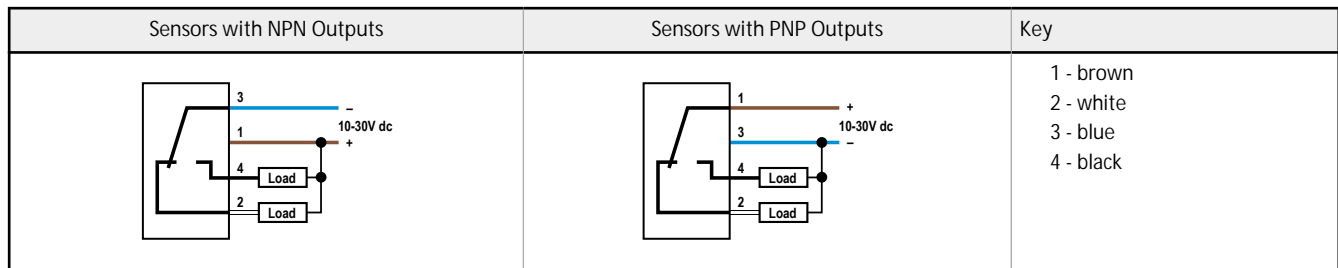 Sensors with NPN Outputs
Sensors with PNP Outputs
Key
3
–
10-30V dc
1
+
4
Load
2
Load
1
+
10-30V dc
3
–
4
Load
2
Load
1 - brown
2 - white
3 - blue
4 - black